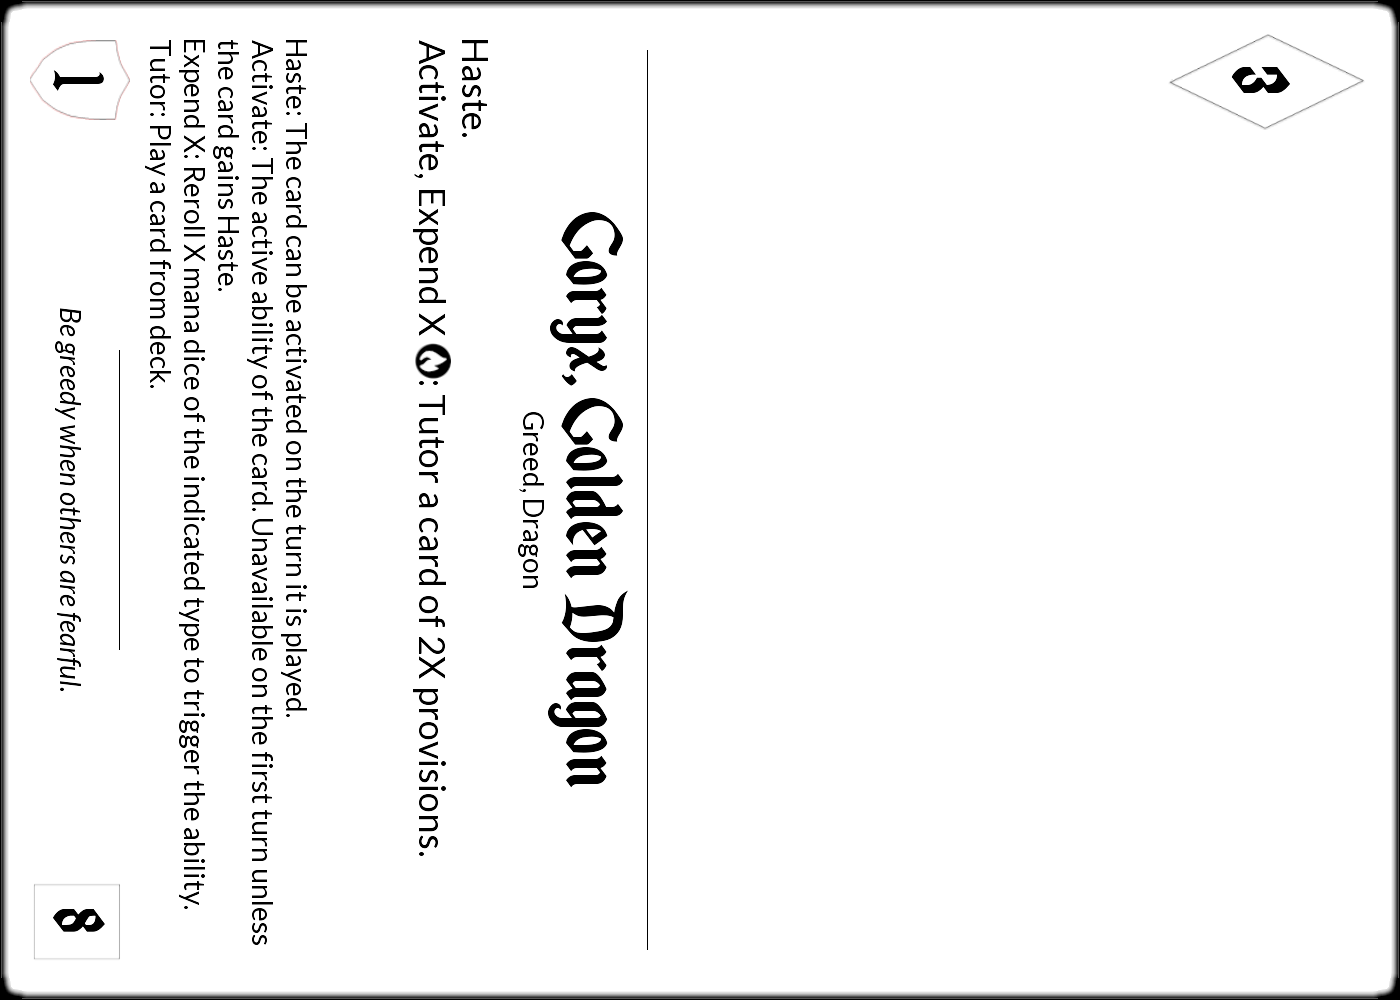 3
Goryx, Golden Dragon
Greed, Dragon
Haste.
Activate, Expend X : Tutor a card of 2X provisions.
Haste: The card can be activated on the turn it is played.
Activate: The active ability of the card. Unavailable on the first turn unless
the card gains Haste.
Expend X: Reroll X mana dice of the indicated type to trigger the ability.
Tutor: Play a card from deck.
Be greedy when others are fearful.
1
8